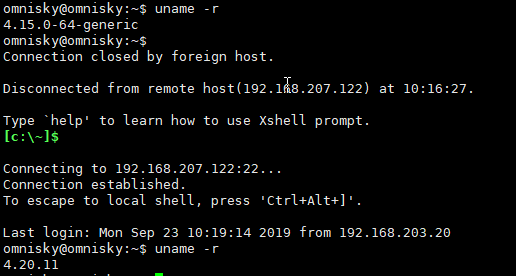 omnisky@omnisky:~$ uname -r
4.15.0-64-generic
omnisky@omnisky:~$
Connection closed by foreign host.
Disconnected from remote host(192.168.207.122) at 10:16:27.
Type `help' to learn how to use Xshell prompt.
[c:\~]$
Connecting to 192.168.207.122:22...
Connection established.
To escape to local shell, press 'Ctrl+Alt+]'.
Last login: Mon Sep 23 10:19:14 2019 from 192.168.203.20
omnisky@omnisky:~$ uname -r
4.20.11